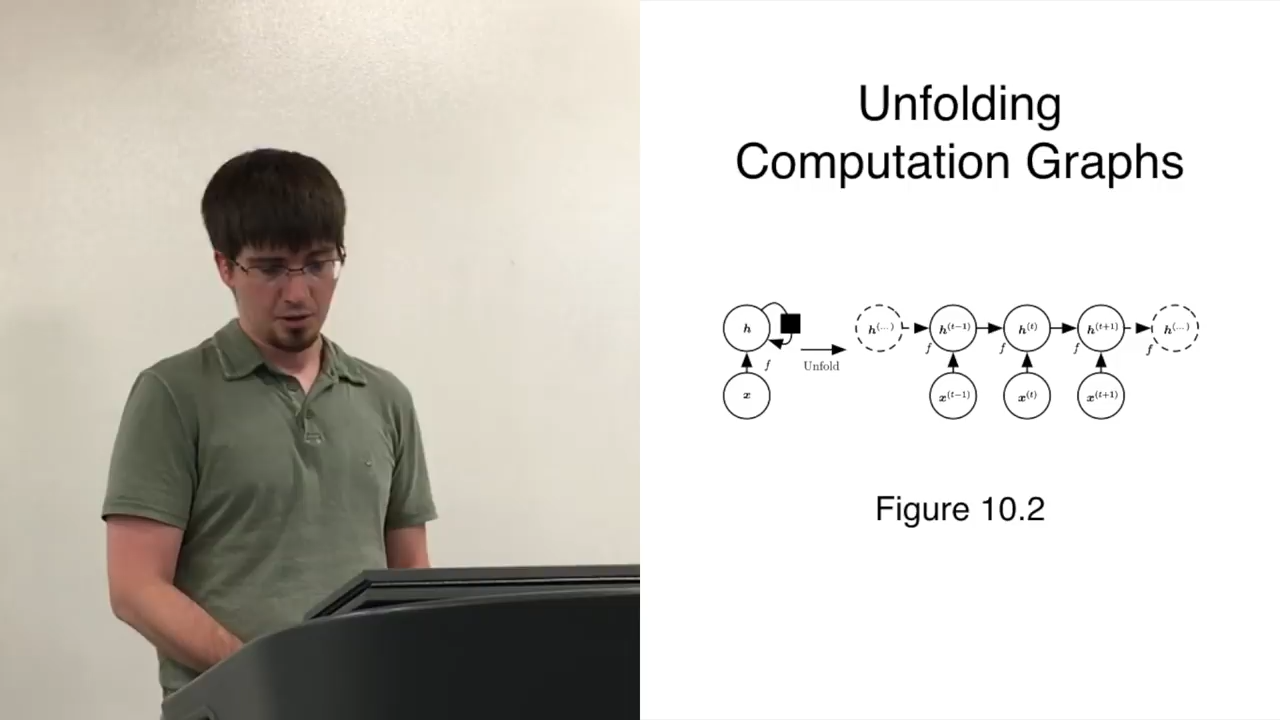 Unfolding
Computation Graphs
h
f
x
Unfold
h(...)
h(t−1)
h(t)
h(t+1)
h(...)
f
f
f
f
x(t−1)
x(t)
x(t+1)
Figure 10.2